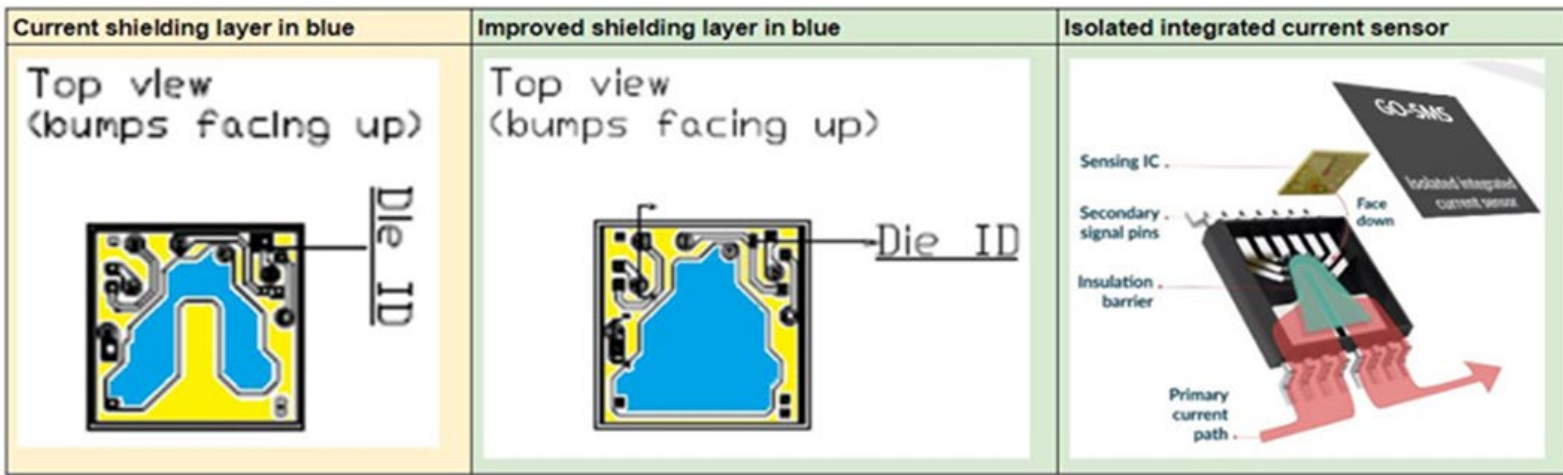 Current shielding layer in blue
Improved shielding layer in blue
Isolated integrated current sensor
Top view
(bumps facing up)
Die ID
Top view
(bumps facing up)
Die ID
GO-SMS
Isolated integrated
current sensor
Sensing IC
Face
down
Secondary
signal pins
Insulation
barrier
Primary
current
path